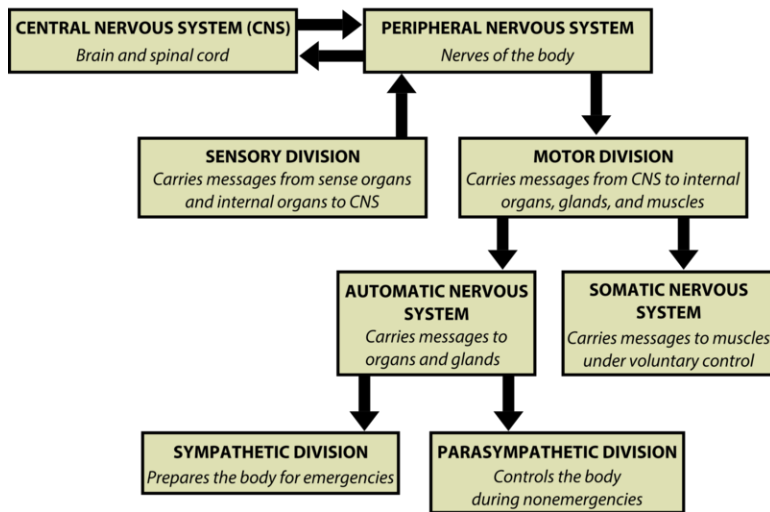 CENTRAL NERVOUS SYSTEM (CNS)
Brain and spinal cord
PERIPHERAL NERVOUS SYSTEM
Nerves of the body
SENSORY DIVISION
Carries messages from sense organs
and internal organs to CNS
MOTOR DIVISION
Carries messages from CNS to internal
organs, glands, and muscles
AUTOMATIC NERVOUS
SYSTEM
Carries messages to
organs and glands
SOMATIC NERVOUS
SYSTEM
Carries messages to muscles
under voluntary control
SYMPATHETIC DIVISION
Prepares the body for emergencies
PARASYMPATHETIC DIVISION
Controls the body
during nonemergencies